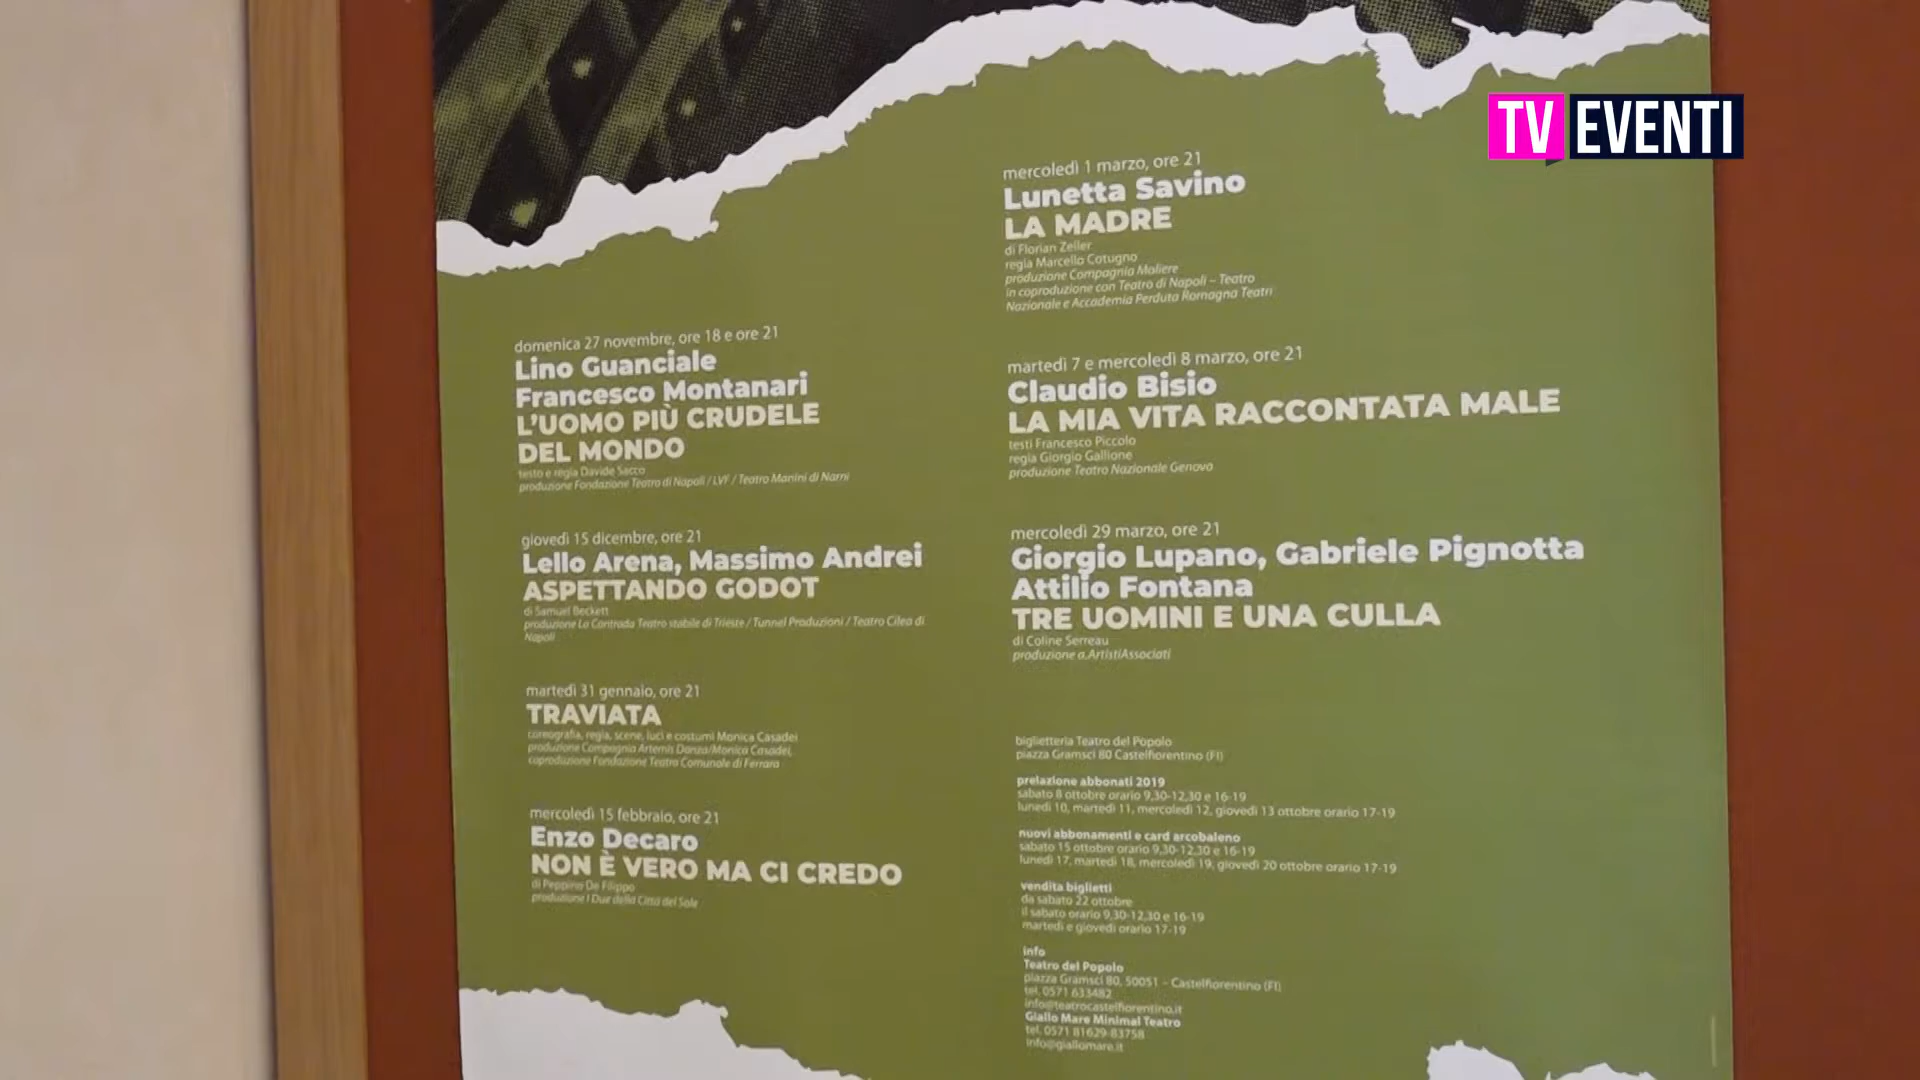 TV EVENTI
domenica 27 novembre, ore 18 e ore 21
Lino Guanciale
Francesco Montanari
L'UOMO PIÙ CRUDELE
DEL MONDO
testo e regia Davide Sacco
produzione Fondazione Teatro di Napoli / LVF / Teatro Manini di Narni
giovedì 15 dicembre, ore 21
Lello Arena, Massimo Andrei
ASPETTANDO GODOT
di Samuel Beckett
produzione La Contrada Teatro stabile di Trieste / Tunnel Produzioni / Teatro Cilea di
Napoli
martedì 31 gennaio, ore 21
TRAVIATA
coreografia, regia, scene, luci e costumi Monica Casadei
produzione Compagnia Artemis Danza/Monica Casadei,
coproduzione Fondazione Teatro Comunale di Ferrara
mercoledì 15 febbraio, ore 21
Enzo Decaro
NON È VERO MA CI CREDO
di Peppino De Filippo
produzione I Due della Città del Sole
mercoledì 1 marzo, ore 21
Lunetta Savino
LA MADRE
di Florian Zeller
regia Marcello Cotugno
produzione Compagnia Moliere
in coproduzione con Teatro di Napoli – Teatro
Nazionale e Accademia Perduta Romagna Teatri
martedì 7 e mercoledì 8 marzo, ore 21
Claudio Bisio
LA MIA VITA RACCONTATA MALE
testi Francesco Piccolo
regia Giorgio Gallione
produzione Teatro Nazionale Genova
mercoledì 29 marzo, ore 21
Giorgio Lupano, Gabriele Pignotta
Attilio Fontana
TRE UOMINI E UNA CULLA
di Coline Serreau
produzione a.ArtistiAssociati
biglietteria Teatro del Popolo
piazza Gramsci 80 Castelfiorentino (FI)
prelazione abbonati 2019
sabato 8 ottobre orario 9,30-12,30 e 16-19
lunedì 10, martedì 11, mercoledì 12, giovedì 13 ottobre orario 17-19
nuovi abbonamenti e card arcobaleno
sabato 15 ottobre orario 9,30-12,30 e 16-19
lunedì 17, martedì 18, mercoledì 19, giovedì 20 ottobre orario 17-19
vendita biglietti
da sabato 22 ottobre
il sabato orario 9,30-12,30 e 16-19
martedì e giovedì orario 17-19
info
Teatro del Popolo
piazza Gramsci 80, 50051 – Castelfiorentino (FI)
tel. 0571 633482
info@teatrocastelfiorentino.it
Giallo Mare Minimal Teatro
tel. 0571 81629-83758
info@giallomare.it